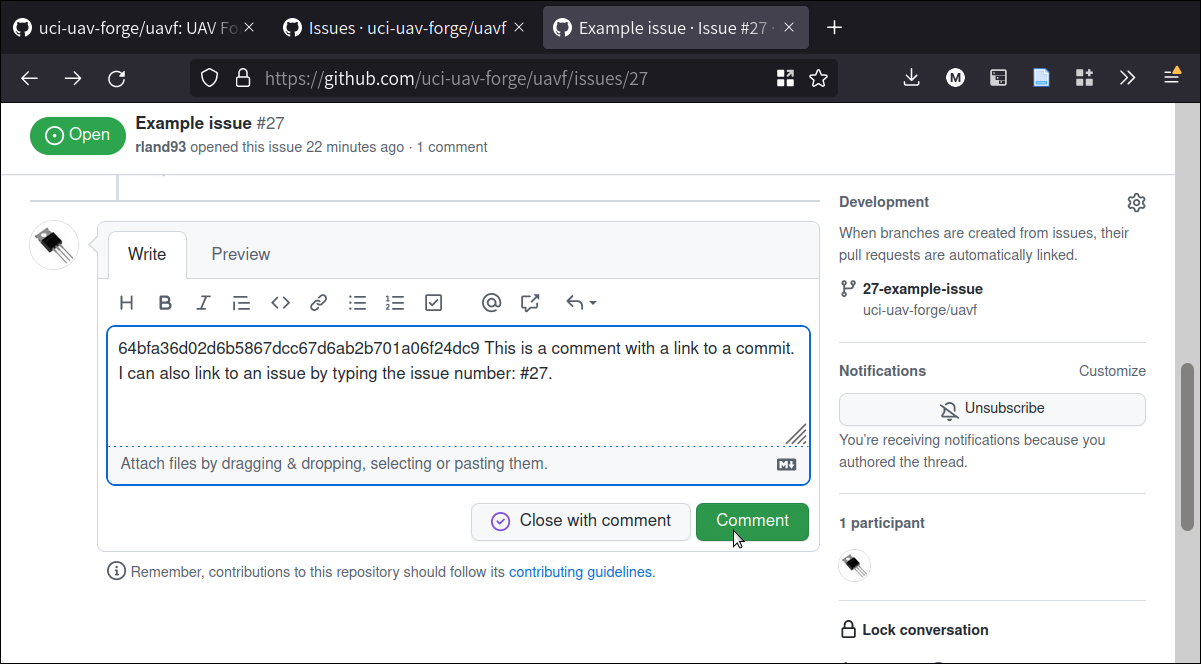 uci-uav-forge/uavf: UAV Fo
Issues · uci-uav-forge/uavf
Example issue · Issue #27 ·
https://github.com/uci-uav-forge/uavf/issues/27
M
Open
Example issue #27
rland93 opened this issue 22 minutes ago · 1 comment
Write
Preview
H B I
64bfa36d02d6b5867dcc67d6ab2b701a06f24dc9 This is a comment with a link to a commit.
I can also link to an issue by typing the issue number: #27.
Attach files by dragging & dropping, selecting or pasting them.
Close with comment
Comment
Remember, contributions to this repository should follow its contributing guidelines.
Development
When branches are created from issues, their
pull requests are automatically linked.
27-example-issue
uci-uav-forge/uavf
Notifications
Customize
Unsubscribe
You're receiving notifications because you
authored the thread.
1 participant
Lock conversation